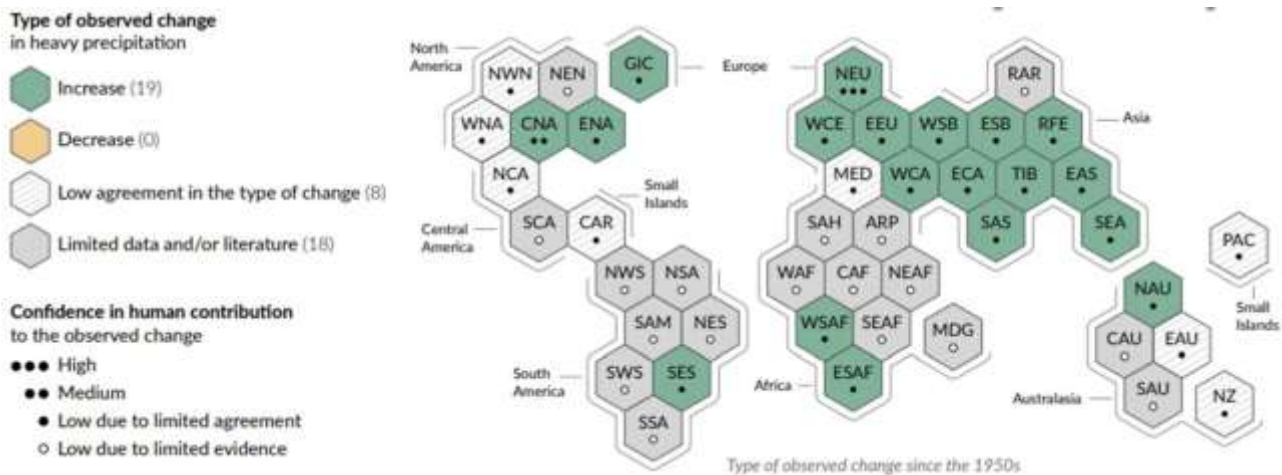 Type of observed change
in heavy precipitation
Increase (19)
Decrease (0)
Low agreement in the type of change (8)
Limited data and/or literature (18)
Confidence in human contribution
to the observed change
●●● High
●● Medium
● Low due to limited agreement
○ Low due to limited evidence
North
America
NWN
NEN
GIC
Europe
NEU
RAR
WNA
CNA
ENA
WCE
EEU
WSB
ESB
RFE
Asia
NCA
MED
WCA
ECA
TIB
EAS
Small
Islands
Central
America
SCA
CAR
SAH
ARP
SAS
SEA
PAC
NWS
NSA
WAF
CAF
NEAF
NAU
Small
Islands
SAM
NES
WSAF
SEAF
MDG
CAU
EAU
South
America
SWS
SES
Africa
ESAF
Australasia
SAU
NZ
SSA
Type of observed change since the 1950s